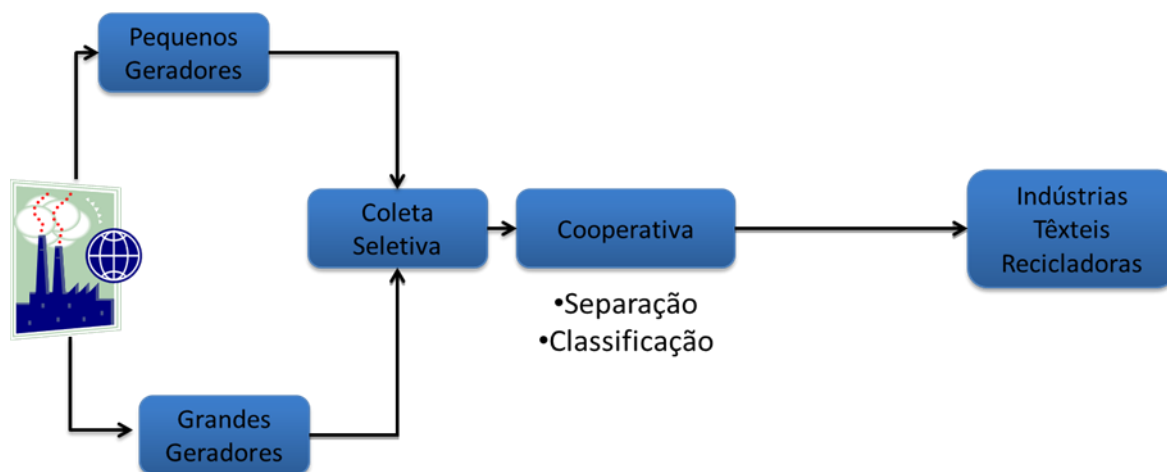 Pequenos
Geradores
Coleta
Seletiva
Cooperativa
•Separação
•Classificação
Indústrias
Têxteis
Recicladoras
Grandes
Geradores